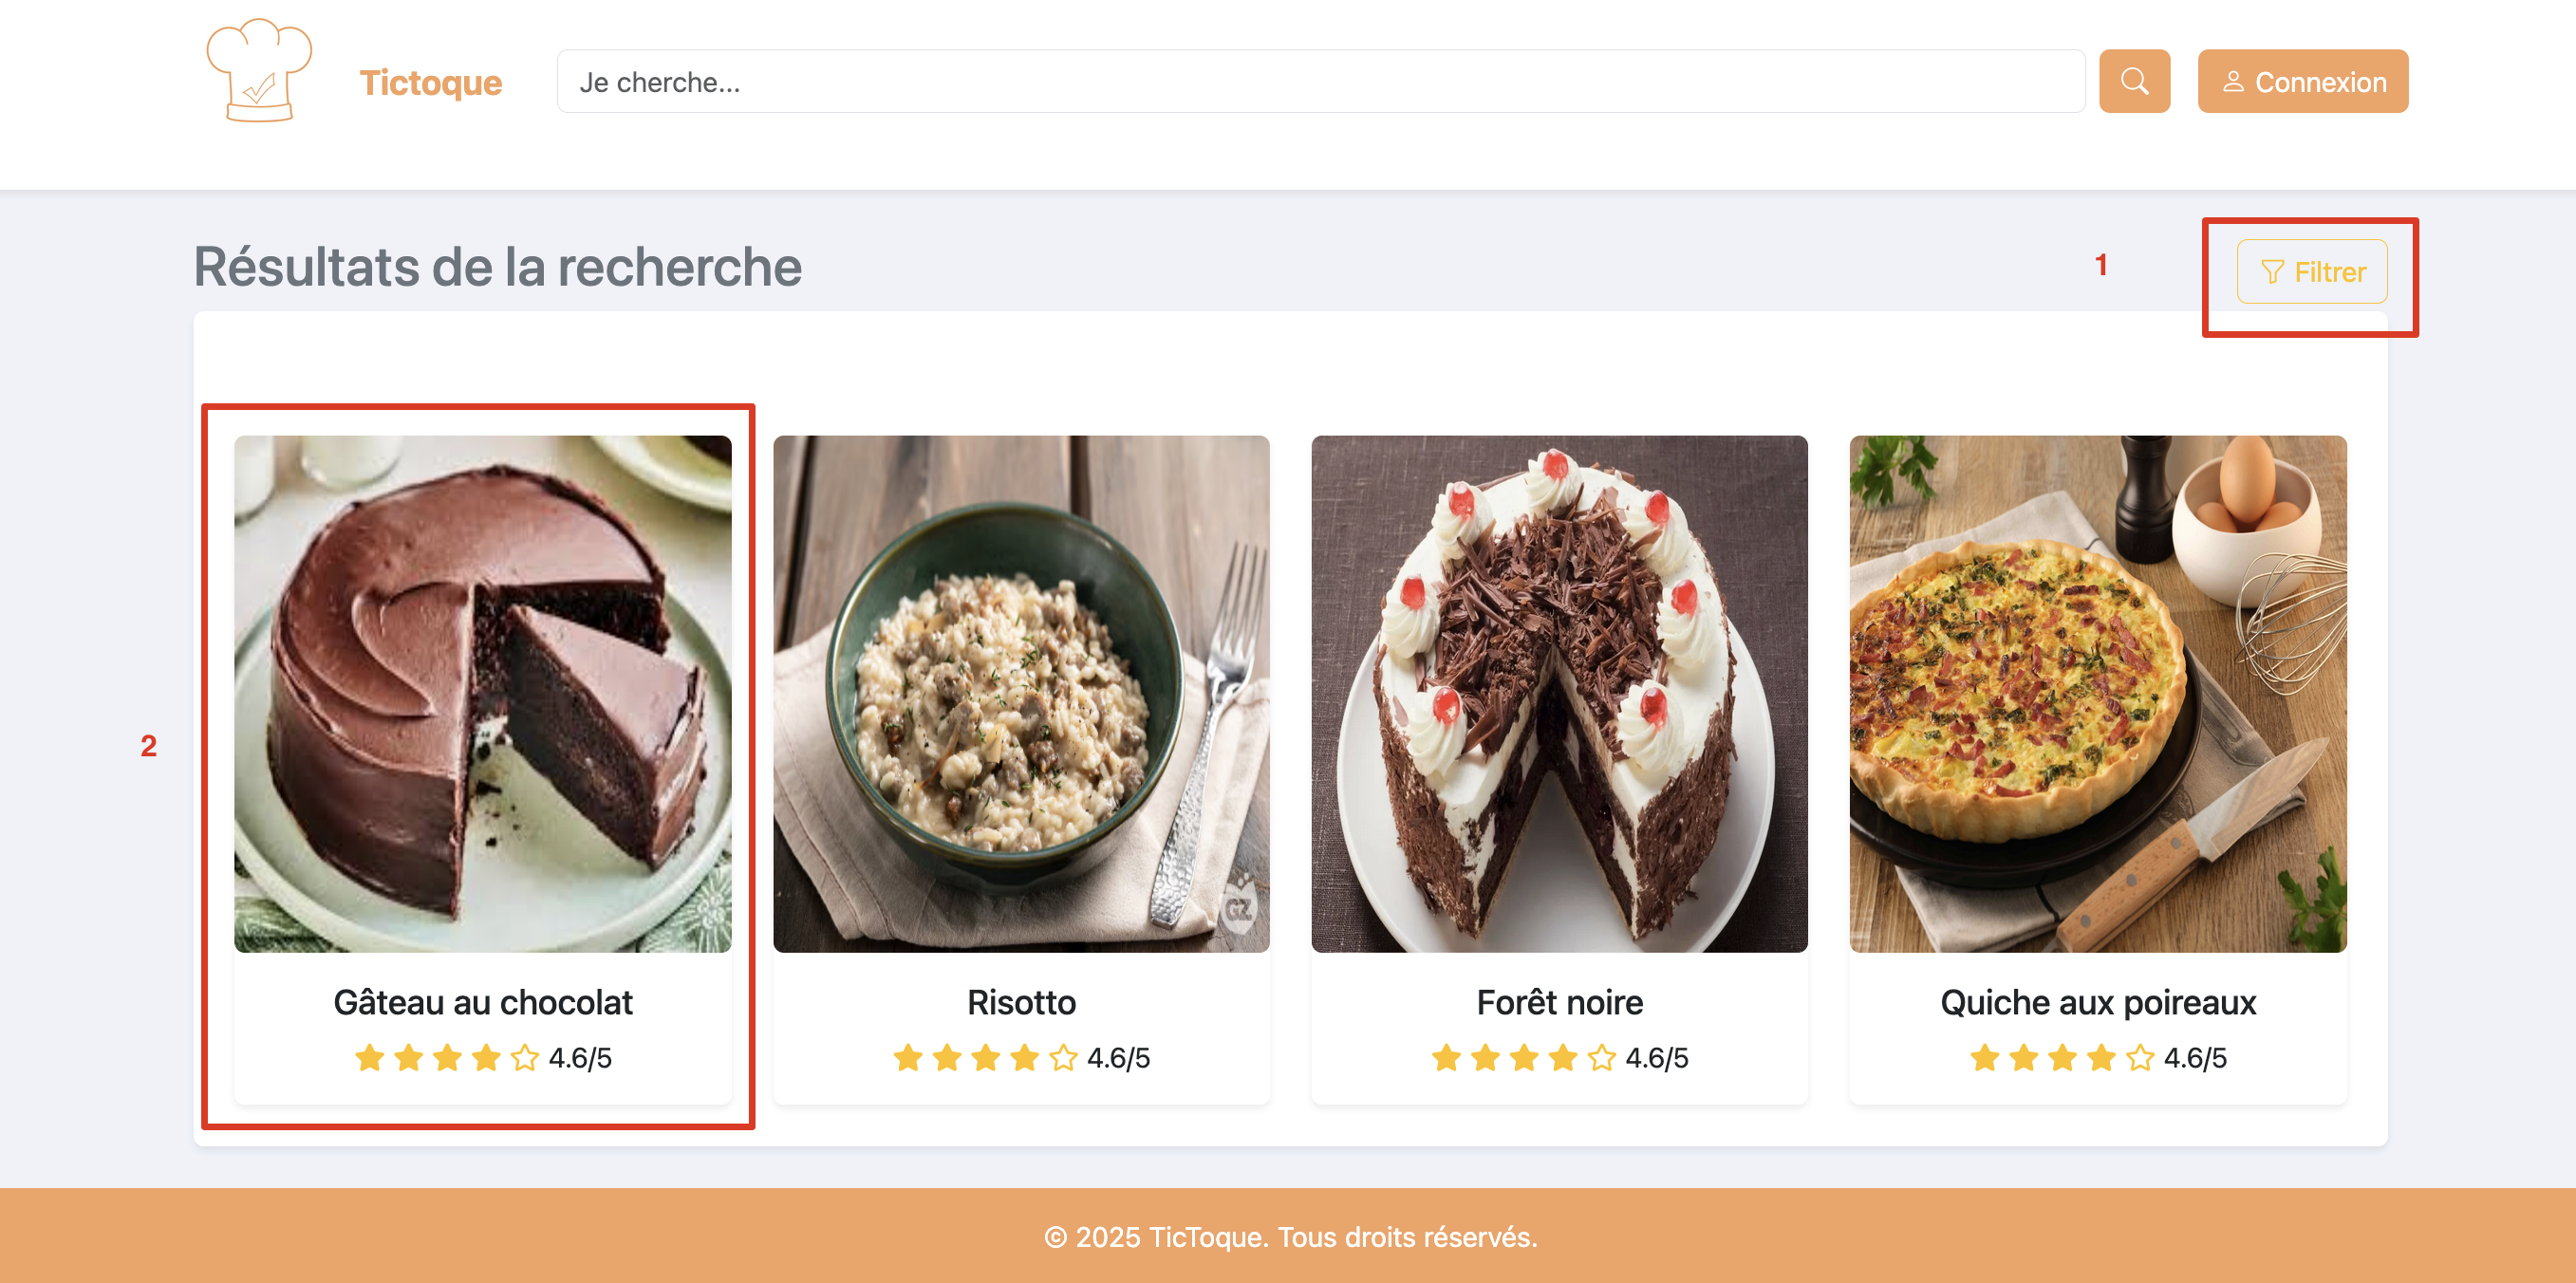 Tictoque
Je cherche...
Connexion
Résultats de la recherche
1
Filtrer
2
GZ
Gâteau au chocolat
Risotto
Forêt noire
Quiche aux poireaux
4.6/5
4.6/5
4.6/5
4.6/5
© 2025 TicToque. Tous droits réservés.